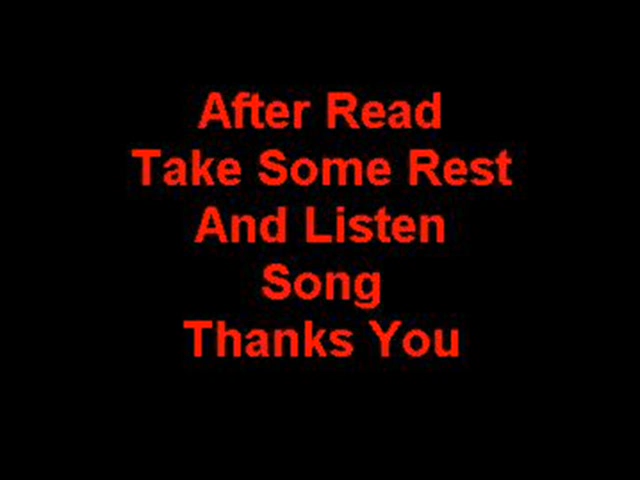 After Read
Take Some Rest
And Listen
Song
Thanks You